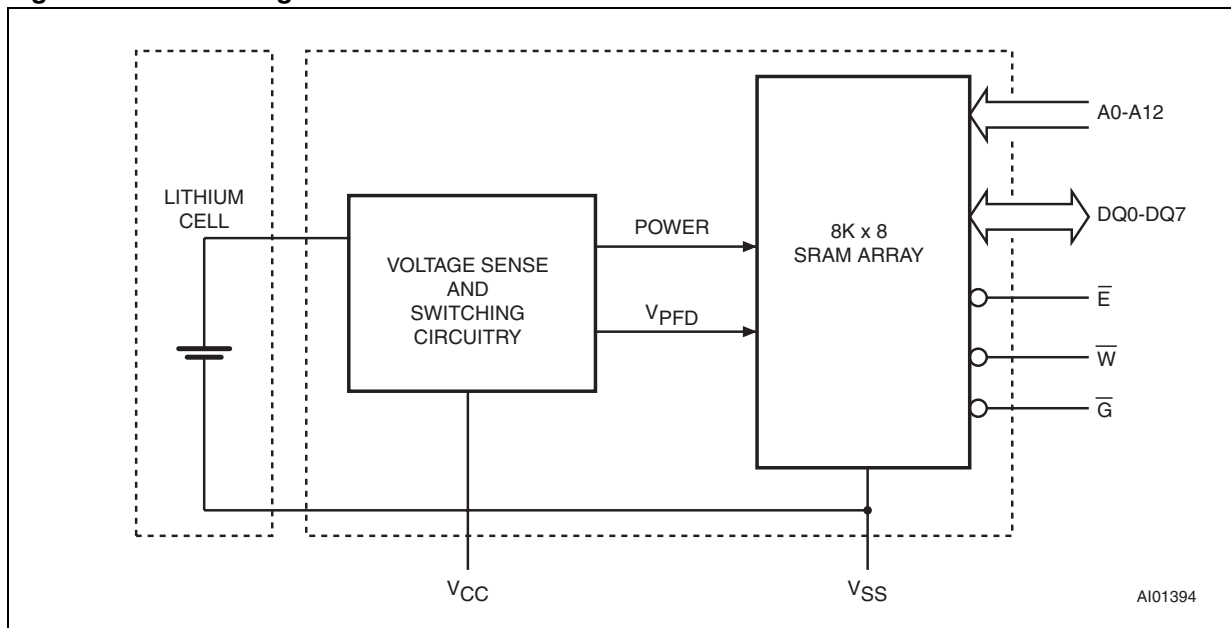 LITHIUM
CELL
VOLTAGE SENSE
AND
SWITCHING
CIRCUITRY
POWER
VPFD
8K x 8
SRAM ARRAY
A0-A12
DQ0-DQ7
E̅
W̅
G̅
VCC
VSS
AI01394